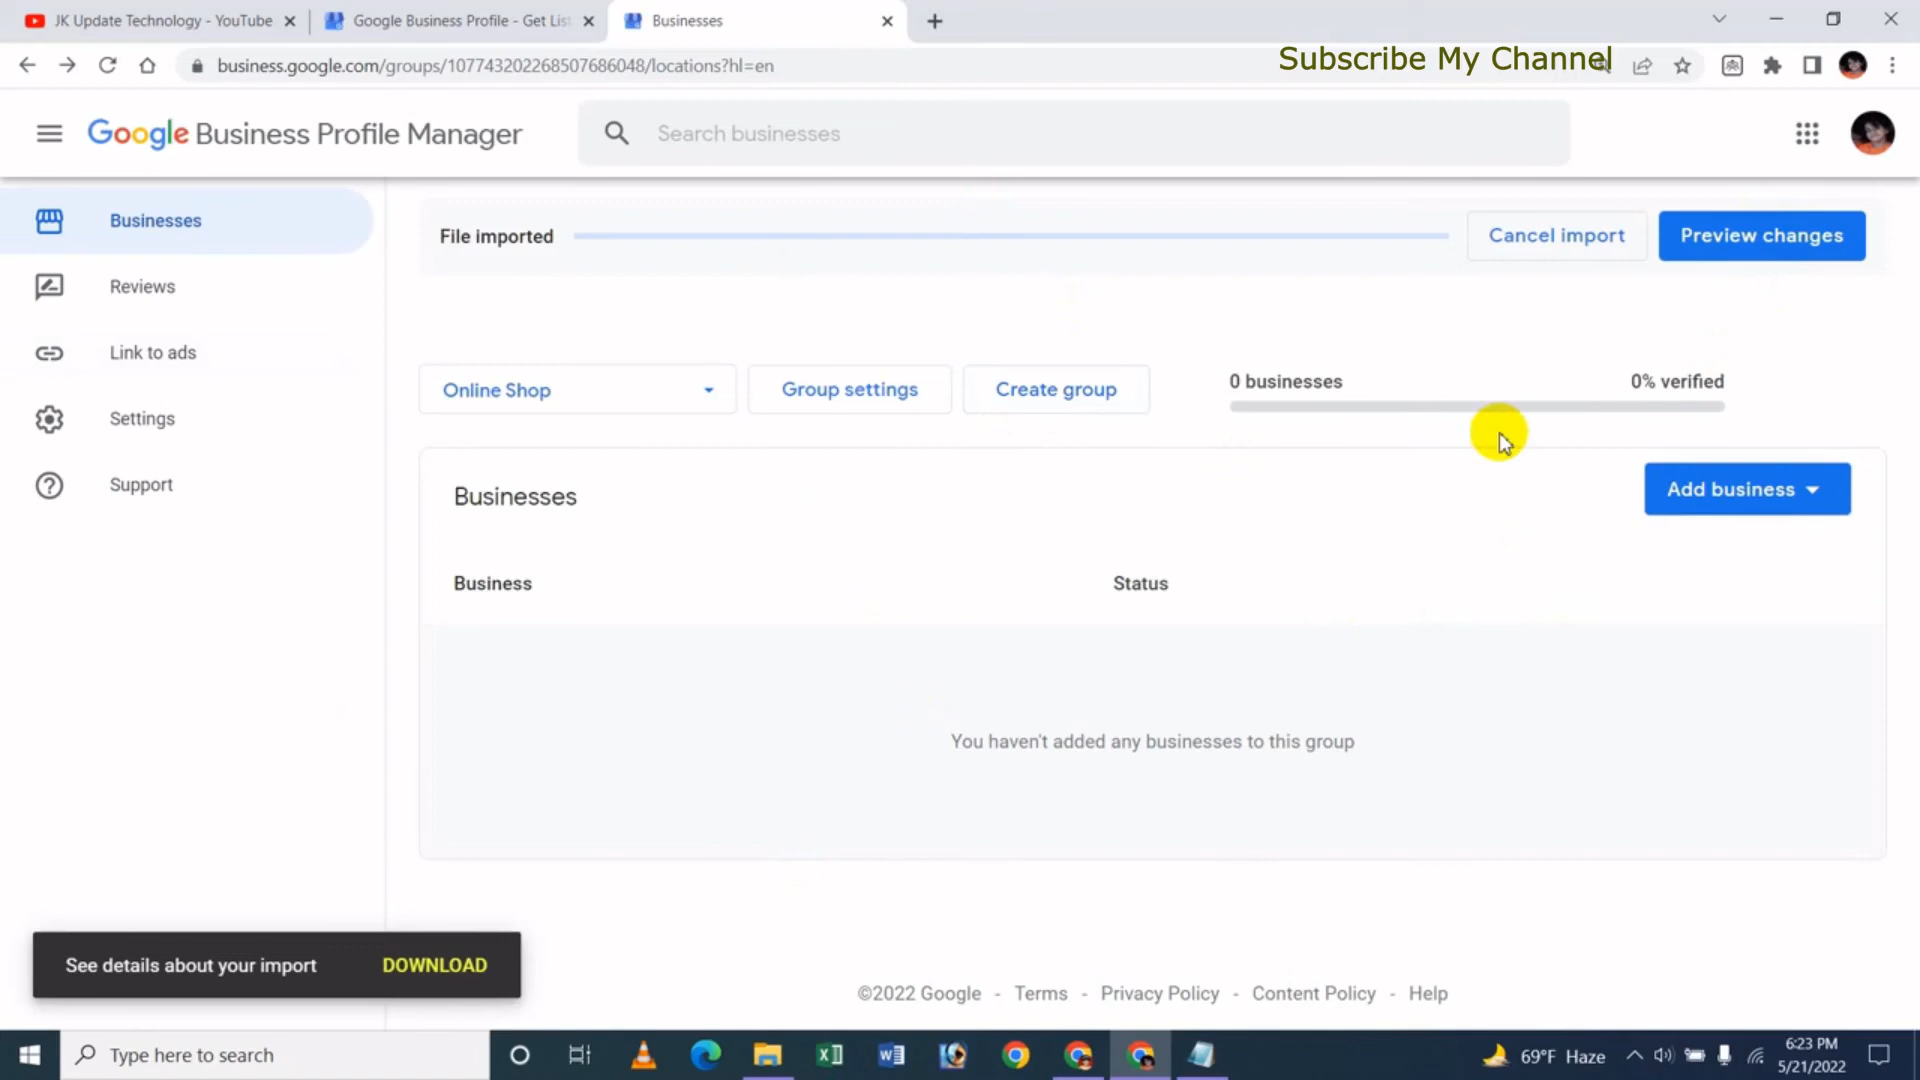 JK Update Technology - YouTube
Google Business Profile - Get List
Businesses
business.google.com/groups/107743202268507686048/locations?hl=en
Subscribe My Channel
Google Business Profile Manager
Search businesses
Businesses
Reviews
Link to ads
Settings
Support
File imported
Cancel import
Preview changes
Online Shop
Group settings
Create group
0 businesses
0% verified
Businesses
Add business
Business
Status
You haven't added any businesses to this group
See details about your import
DOWNLOAD
©2022 Google - Terms - Privacy Policy - Content Policy - Help
Type here to search
69°F Haze
6:23 PM
5/21/2022